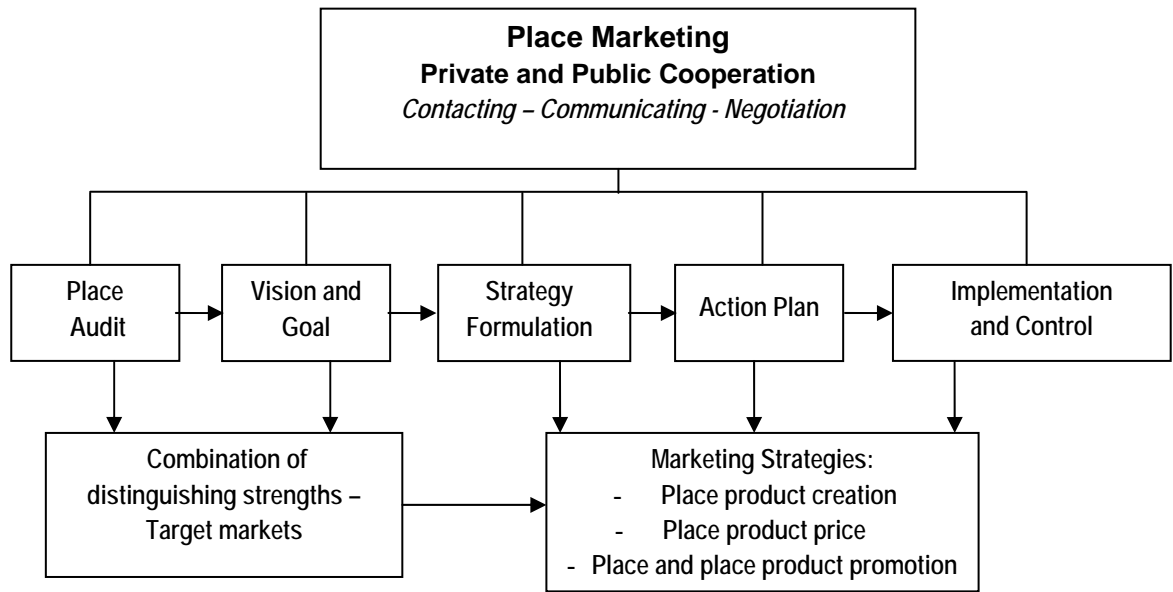 Place Marketing
Private and Public Cooperation
Contacting – Communicating - Negotiation
Place
Audit
Vision and
Goal
Strategy
Formulation
Action Plan
Implementation
and Control
Combination of
distinguishing strengths –
Target markets
Marketing Strategies:
- Place product creation
- Place product price
- Place and place product promotion